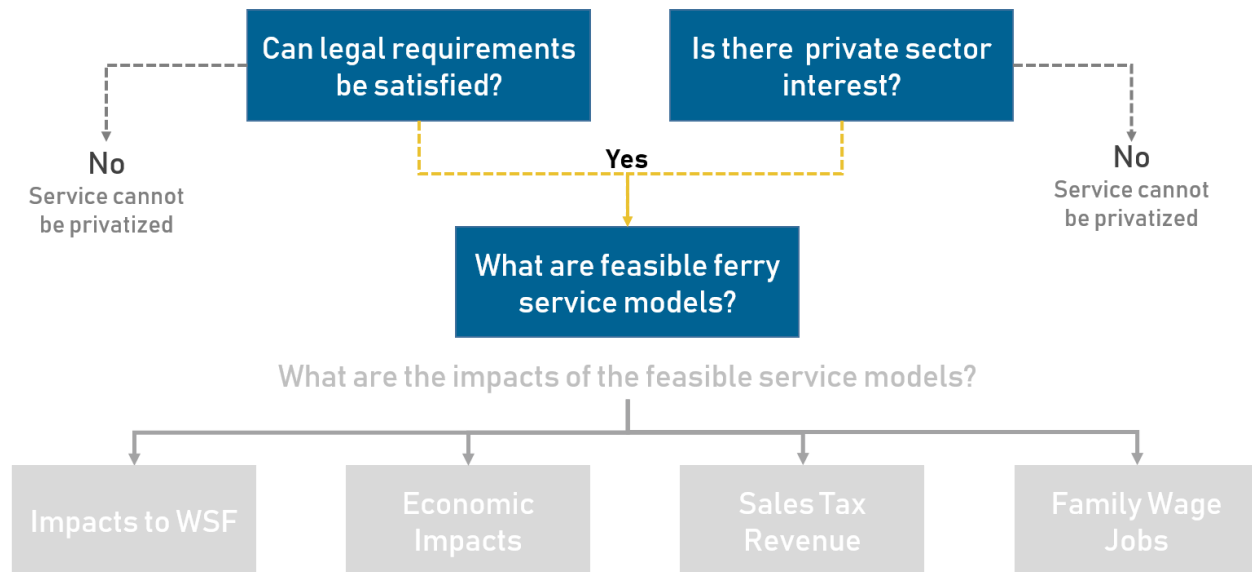 Can legal requirements
be satisfied?
Is there private sector
interest?
No
Service cannot
be privatized
Yes
No
Service cannot
be privatized
What are feasible ferry
service models?
What are the impacts of the feasible service models?
Impacts to WSF
Economic
Impacts
Sales Tax
Revenue
Family Wage
Jobs